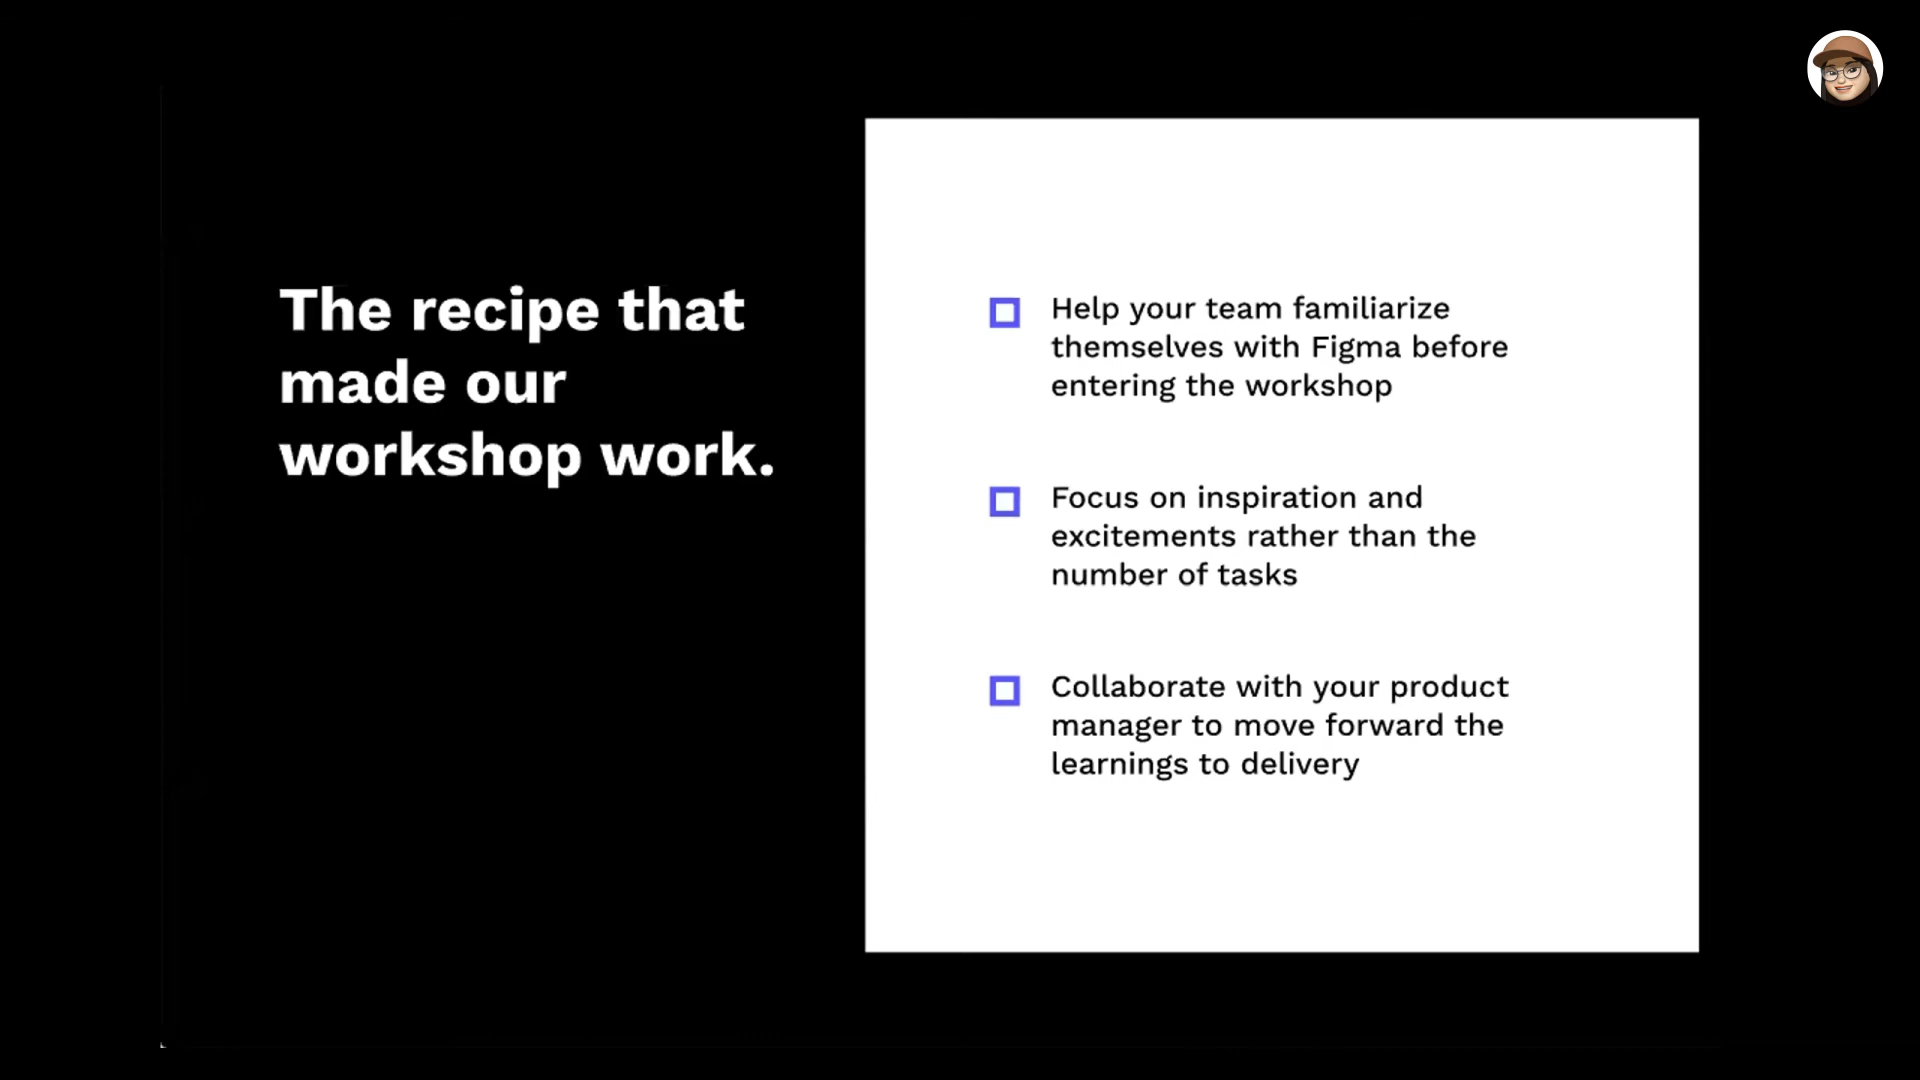 The recipe that
made our
workshop work.
Help your team familiarize
themselves with Figma before
entering the workshop
Focus on inspiration and
excitements rather than the
number of tasks
Collaborate with your product
manager to move forward the
learnings to delivery